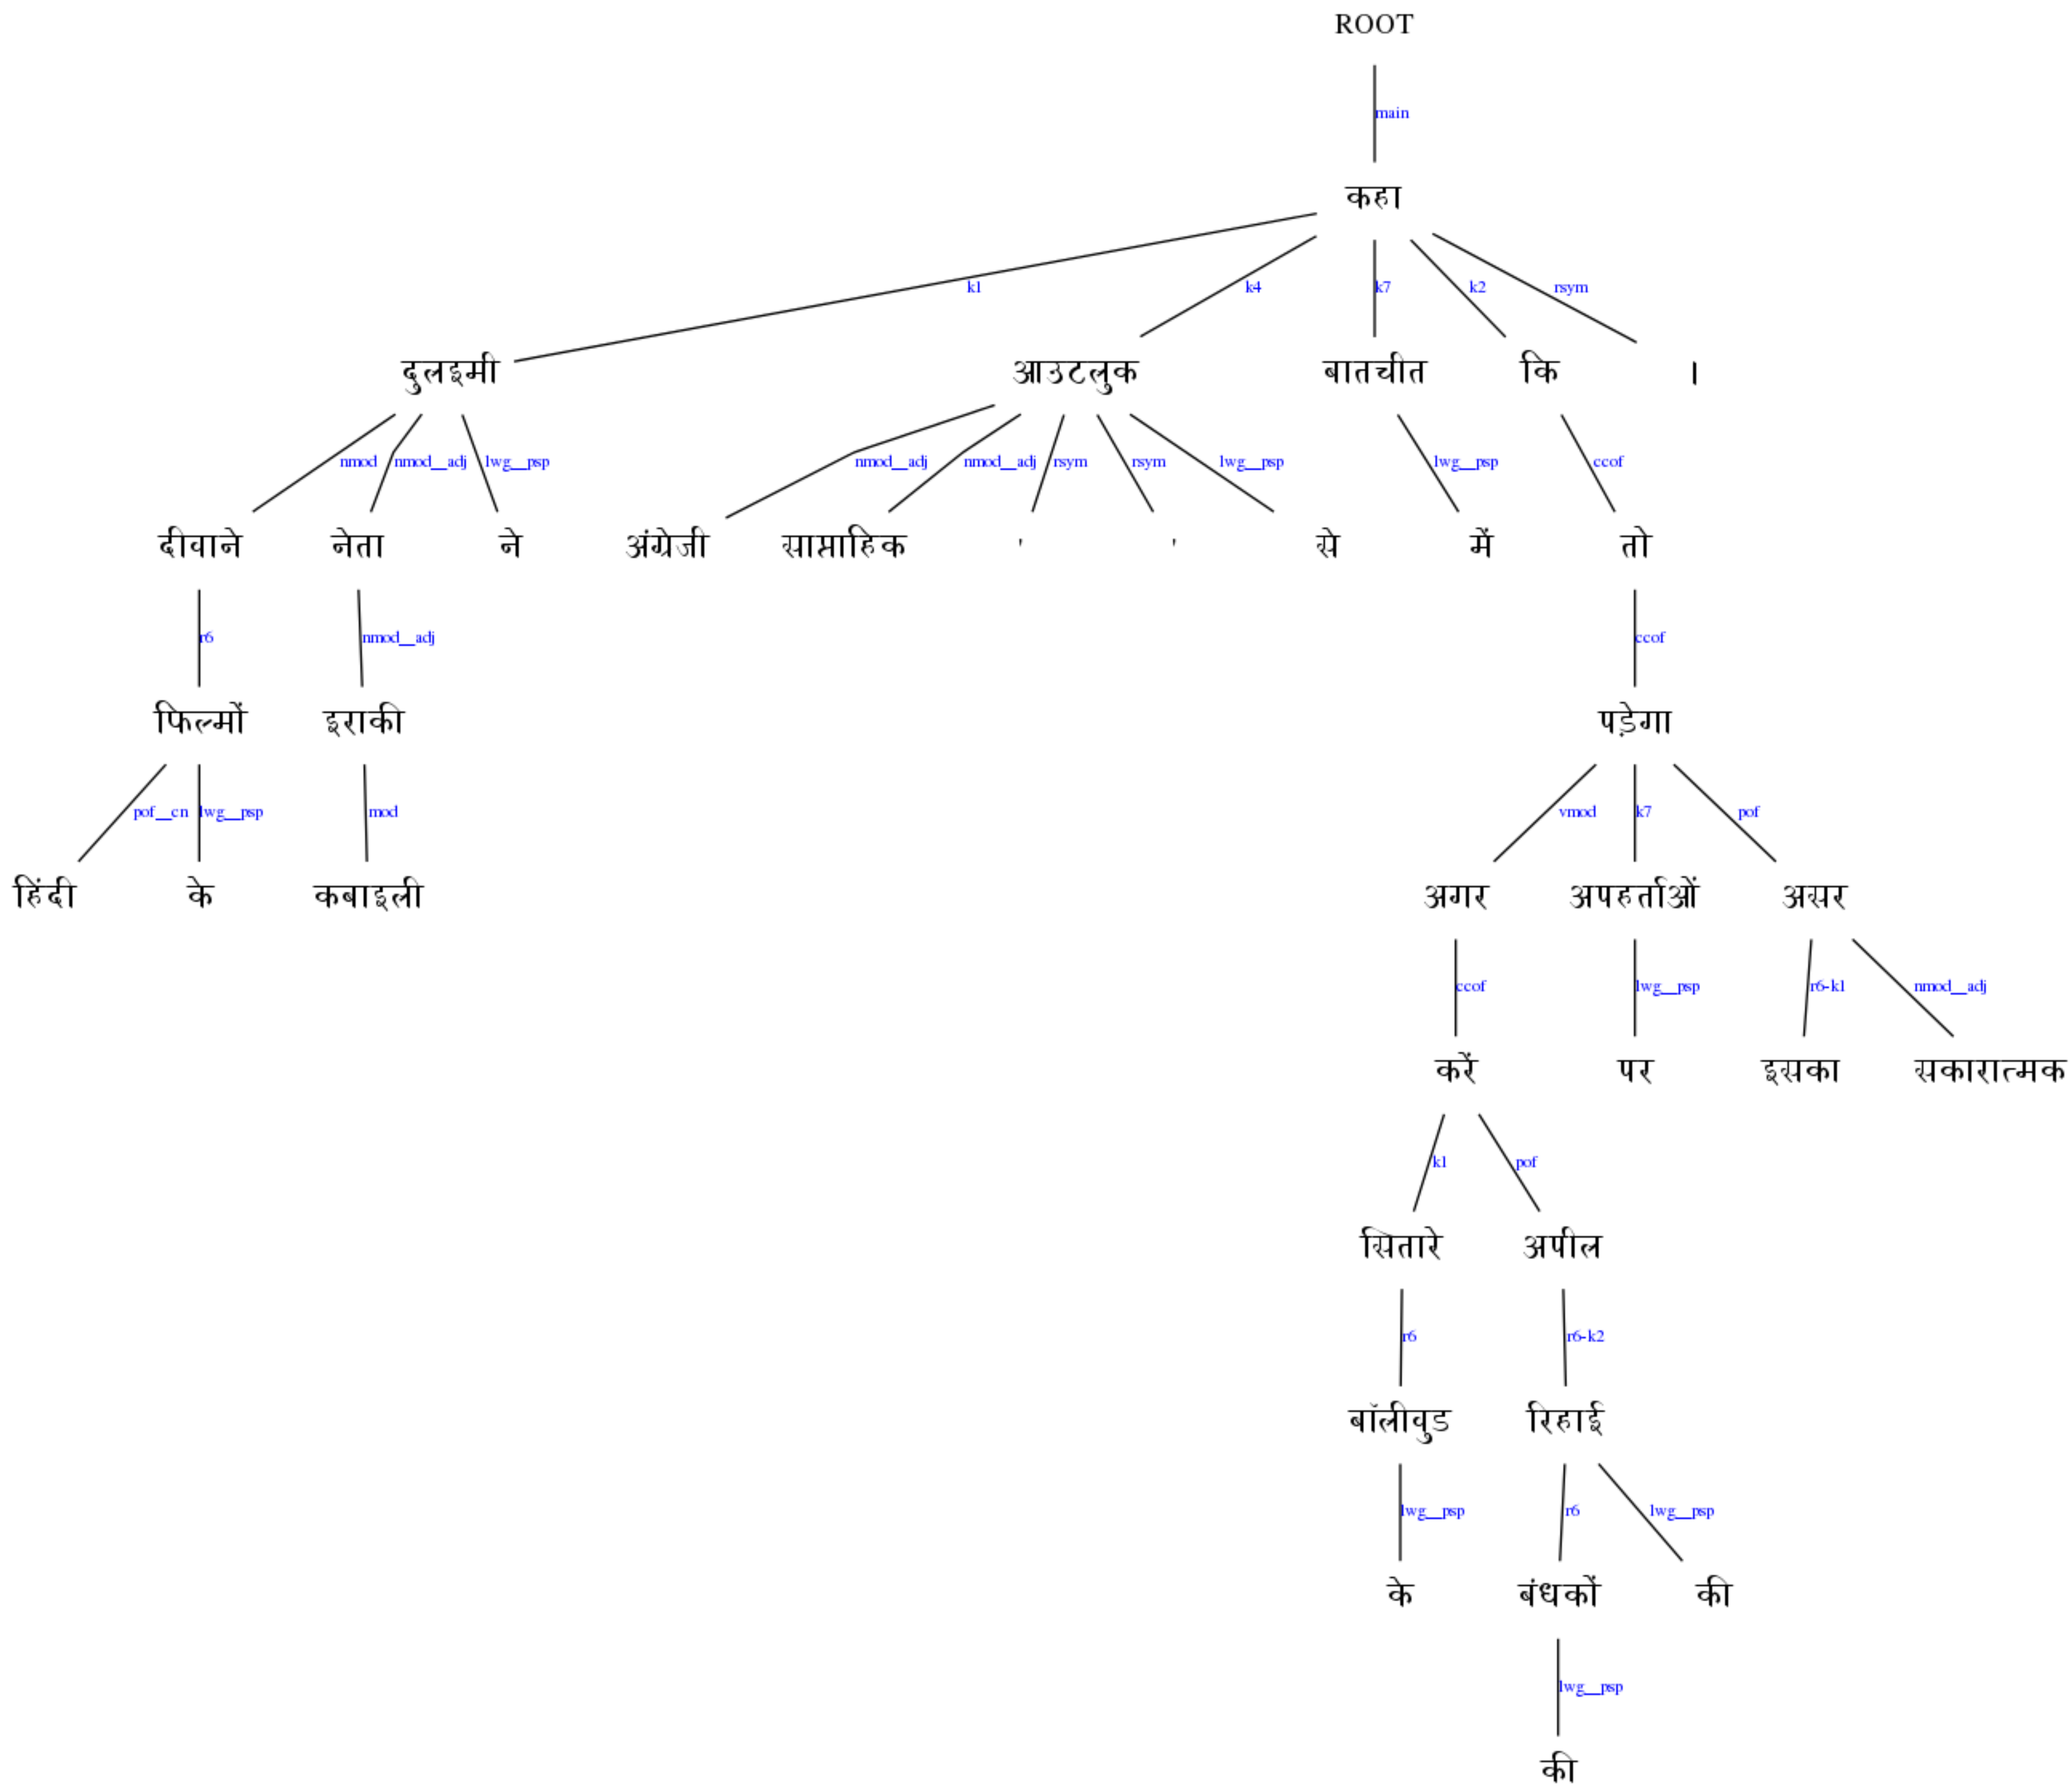 ROOT
main
कहा
k1 k4 k7 k2 rsym
दुलइमी आउटलुक बातचीत कि ।
nmod nmod__adj lwg__psp nmod__adj nmod__adj rsym rsym lwg__psp lwg__psp ccof
दीवाने नेता ने अंग्रेजी साप्ताहिक ' ' से में तो
r6 nmod__adj ccof
फिल्मों इराकी पड़ेगा
pof__cn lwg__psp mod vmod k7 pof
हिंदी के कबाइली अगर अपहर्ताओं असर
ccof lwg__psp r6-k1 nmod__adj
करें पर इसका सकारात्मक
k1 pof
सितारे अपील
r6 r6-k2
बॉलीवुड रिहाई
lwg__psp r6 lwg__psp
के बंधकों की
lwg__psp
की